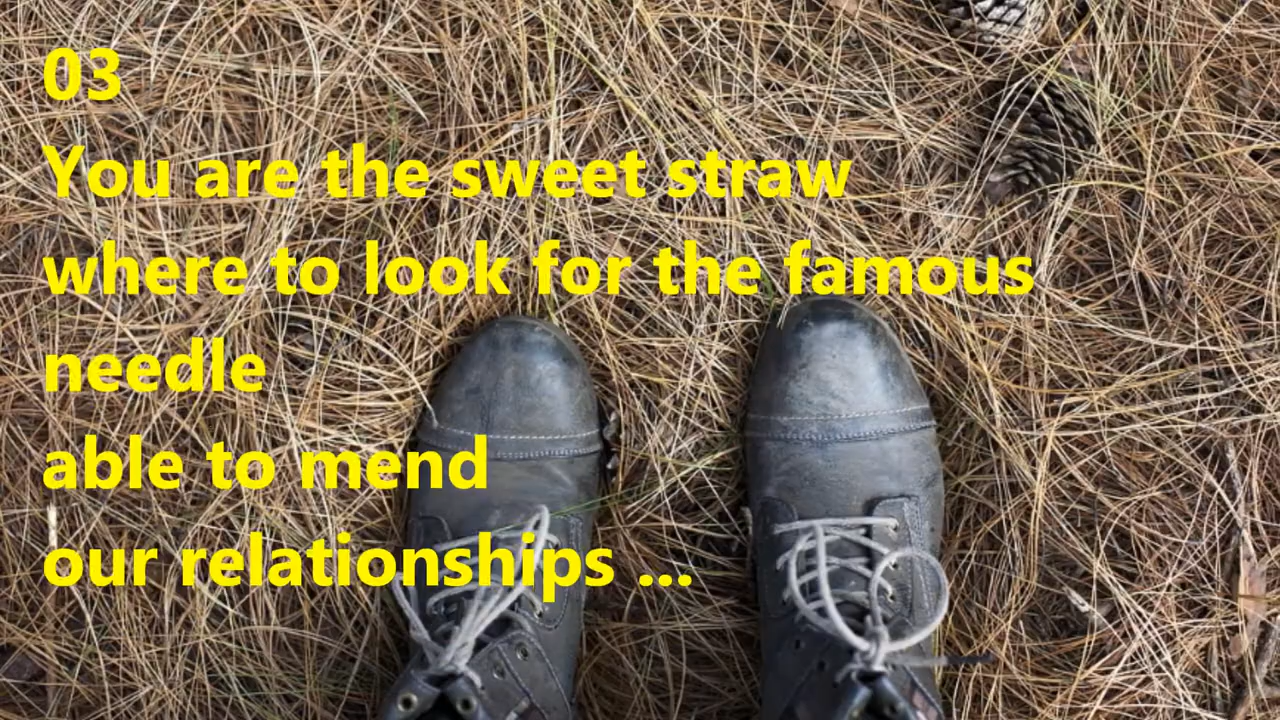 03
You are the sweet straw
where to look for the famous
needle
able to mend
our relationships ...